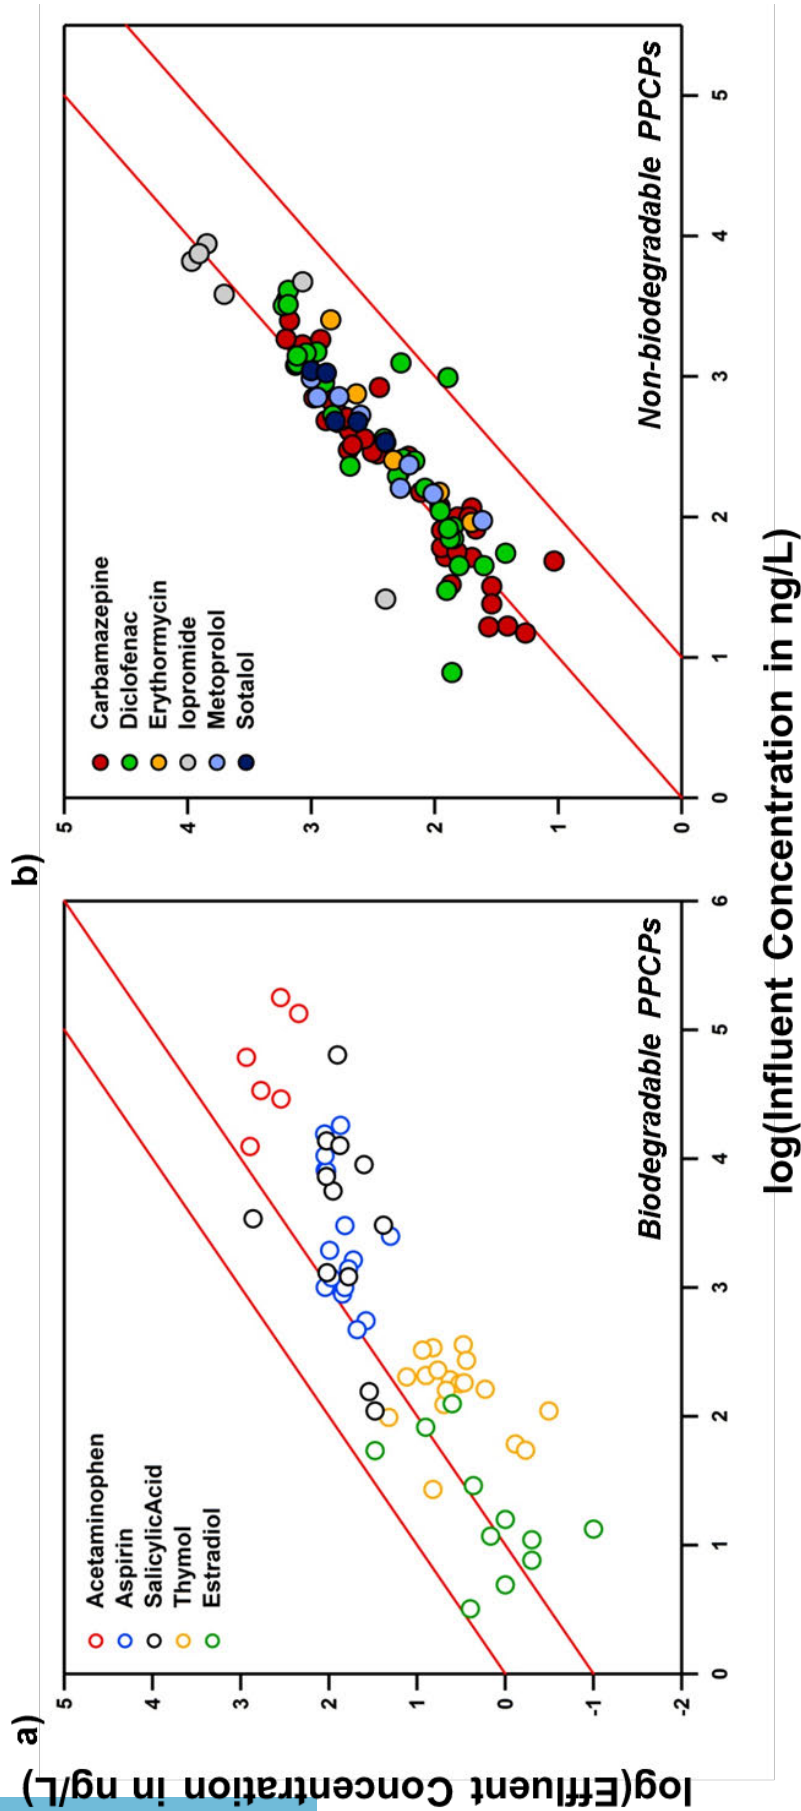 a)
log(Effluent Concentration in ng/L)
5
4
3
2
1
0
-1
-2
Acetaminophen
Aspirin
SalicylicAcid
Thymol
Estradiol
Biodegradable PPCPs
0
1
2
3
4
5
6
b)
5
4
3
2
1
0
Carbamazepine
Diclofenac
Erythormycin
Iopromide
Metoprolol
Sotalol
Non-biodegradable PPCPs
0
1
2
3
4
5
log(Influent Concentration in ng/L)